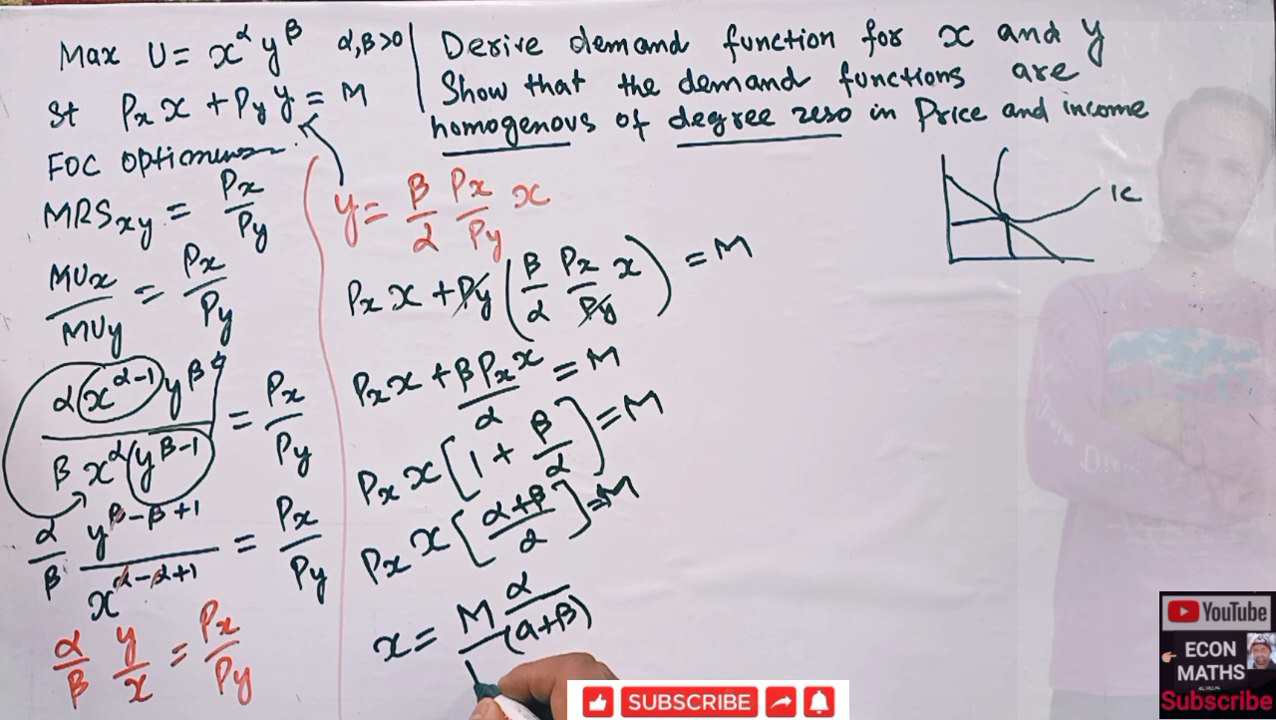 Max U = x^α y^β α,β>0
St Px x + Py y = M
FOC optimum
MRSxy = Px/Py
MUx/MUy = Px/Py
α x^(α-1) y^β / β x^α y^(β-1) = Px/Py
α/β y^(β-β+1) / x^(α-α+1) = Px/Py
α/β y/x = Px/Py
Derive demand function for x and y
Show that the demand functions are
homogenous of degree zero in Price and income
y = β/α Px/Py x
Px x + Py (β/α Px/Py x) = M
Px x + β Px x / α = M
Px x [1 + β/α] = M
Px x [α+β / α] = M
x = M α / (α+β)
IC
YouTube
ECON
MATHS
Subscribe
SUBSCRIBE